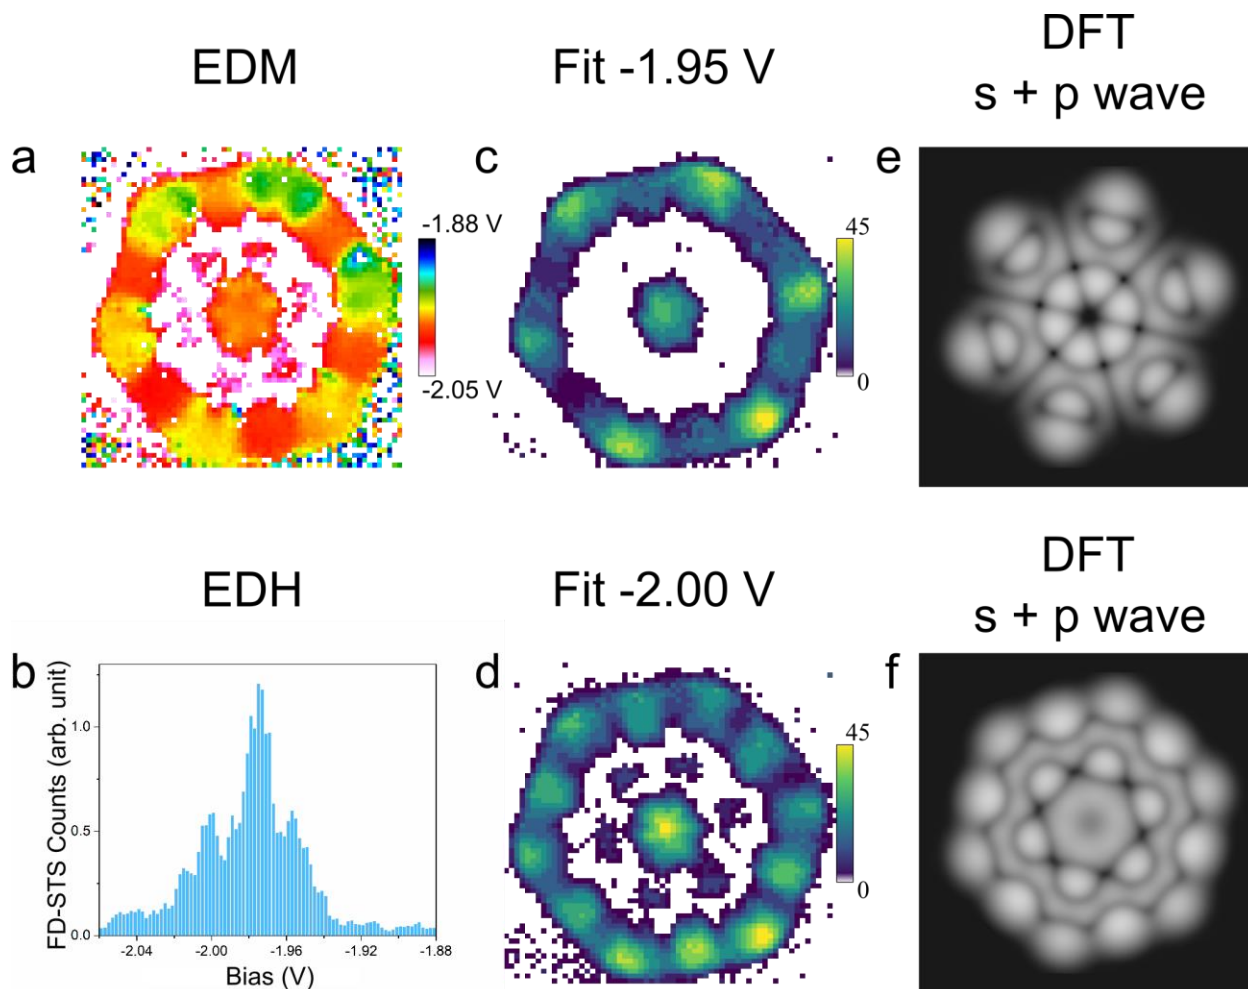 EDM
Fit -1.95 V
DFT
s + p wave
a
-1.88 V
-2.05 V
c
45
0
e
EDH
Fit -2.00 V
DFT
s + p wave
b
FD-STS Counts (arb. unit)
1.0
0.5
0.0
-2.04
-2.00
-1.96
-1.92
-1.88
Bias (V)
d
45
0
f